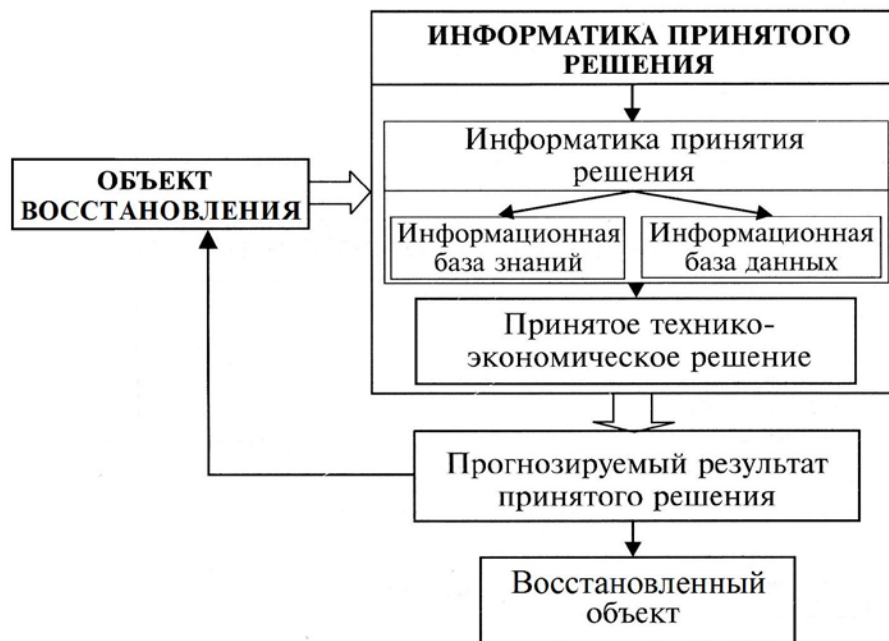 ИНФОРМАТИКА ПРИНЯТОГО
РЕШЕНИЯ
Информатика принятия
решения
ОБЪЕКТ
ВОССТАНОВЛЕНИЯ
Информационная
база знаний
Информационная
база данных
Принятое технико-
экономическое решение
Прогнозируемый результат
принятого решения
Восстановленный
объект